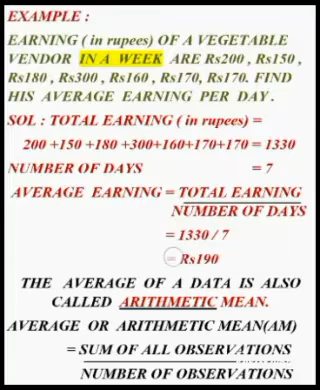 EXAMPLE :
EARNING ( in rupees) OF A VEGETABLE
VENDOR IN A WEEK ARE Rs200 , Rs150 ,
Rs180 , Rs300 , Rs160 , Rs170, Rs170. FIND
HIS AVERAGE EARNING PER DAY .
SOL : TOTAL EARNING ( in rupees) =
200 +150 +180 +300+160+170+170 = 1330
NUMBER OF DAYS = 7
AVERAGE EARNING = TOTAL EARNING
NUMBER OF DAYS
= 1330 / 7
= Rs190
THE AVERAGE OF A DATA IS ALSO
CALLED ARITHMETIC MEAN.
AVERAGE OR ARITHMETIC MEAN(AM)
= SUM OF ALL OBSERVATIONS
NUMBER OF OBSERVATIONS